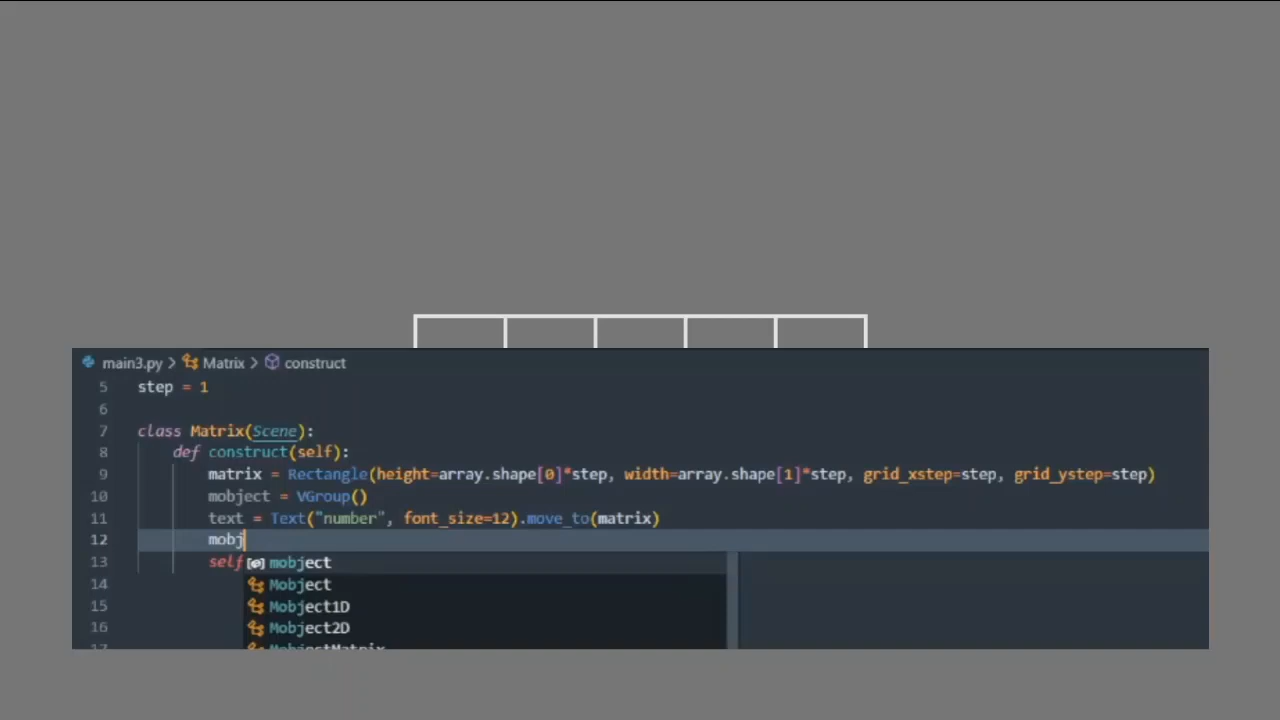 main3.py > Matrix > construct
5 step = 1
6
7 class Matrix(Scene):
8 def construct(self):
9 matrix = Rectangle(height=array.shape[0]*step, width=array.shape[1]*step, grid_xstep=step, grid_ystep=step)
10 mobject = VGroup()
11 text = Text("number", font_size=12).move_to(matrix)
12 mobj
13 self
mobject
14 Mobject
15 Mobject1D
16 Mobject2D
17 MobjectMatrix